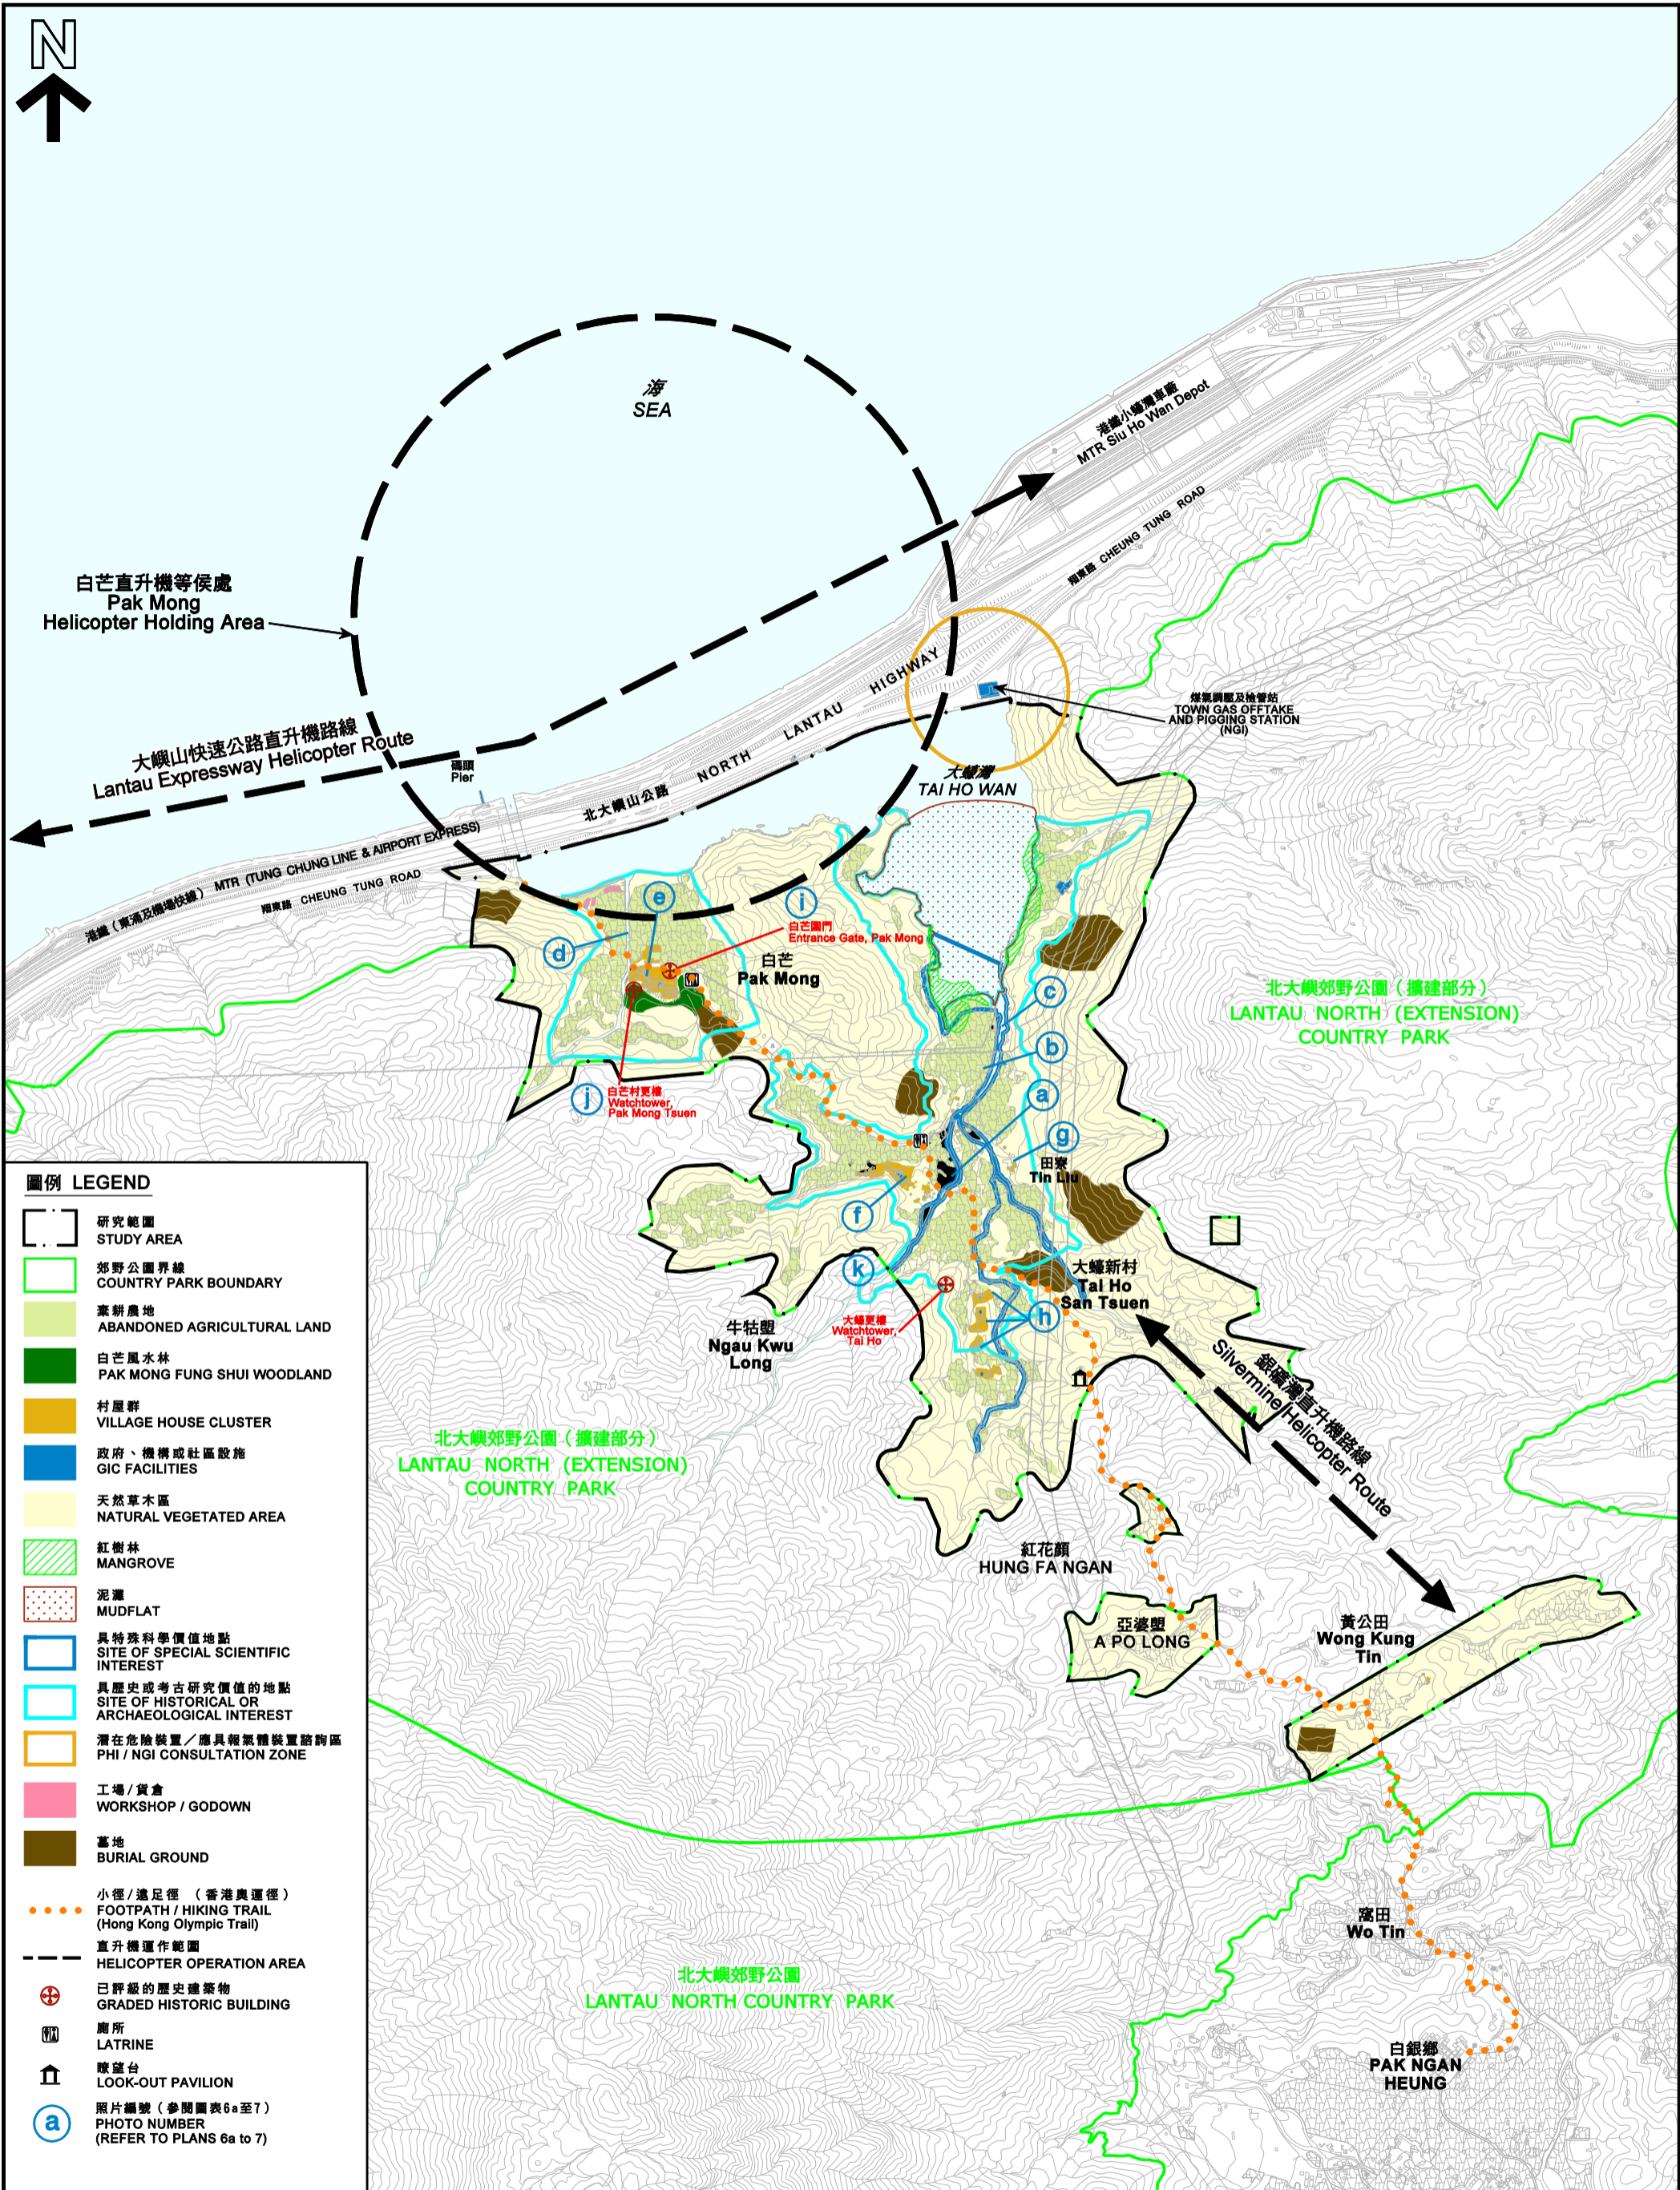 N
海
SEA
港鐵小蠔灣車廠
MTR Siu Ho Wan Depot
翔東路 CHEUNG TUNG ROAD
白芒直升機等侯處
Pak Mong
Helicopter Holding Area
北大嶼山公路 NORTH LANTAU HIGHWAY
煤氣調壓及檢管站
TOWN GAS OFFTAKE
AND PIGGING STATION
(NGI)
大嶼山快速公路直升機路線
Lantau Expressway Helicopter Route
碼頭
Pier
大蠔灣
TAI HO WAN
港鐵（東涌及機場快線） MTR (TUNG CHUNG LINE & AIRPORT EXPRESS)
翔東路 CHEUNG TUNG ROAD
e
i
d
白芒圍門
Entrance Gate, Pak Mong
白芒
Pak Mong
c
北大嶼郊野公園（擴建部分）
LANTAU NORTH (EXTENSION)
COUNTRY PARK
b
j
白芒村更樓
Watchtower,
Pak Mong Tsuen
a
g
田寮
Tin Liu
f
k
大蠔新村
Tai Ho
San Tsuen
h
大蠔更樓
Watchtower,
Tai Ho
牛牯塱
Ngau Kwu
Long
銀礦灣直升機路線
Silvermine Helicopter Route
北大嶼郊野公園（擴建部分）
LANTAU NORTH (EXTENSION)
COUNTRY PARK
紅花顏
HUNG FA NGAN
亞婆塱
A PO LONG
黃公田
Wong Kung
Tin
窩田
Wo Tin
北大嶼郊野公園
LANTAU NORTH COUNTRY PARK
白銀鄉
PAK NGAN
HEUNG
圖例 LEGEND
研究範圍
STUDY AREA
郊野公園界線
COUNTRY PARK BOUNDARY
棄耕農地
ABANDONED AGRICULTURAL LAND
白芒風水林
PAK MONG FUNG SHUI WOODLAND
村屋群
VILLAGE HOUSE CLUSTER
政府、機構或社區設施
GIC FACILITIES
天然草木區
NATURAL VEGETATED AREA
紅樹林
MANGROVE
泥灘
MUDFLAT
具特殊科學價值地點
SITE OF SPECIAL SCIENTIFIC
INTEREST
具歷史或考古研究價值的地點
SITE OF HISTORICAL OR
ARCHAEOLOGICAL INTEREST
潛在危險裝置／應具報氣體裝置諮詢區
PHI / NGI CONSULTATION ZONE
工場/貨倉
WORKSHOP / GODOWN
墓地
BURIAL GROUND
小徑/遠足徑 （香港奧運徑）
FOOTPATH / HIKING TRAIL
(Hong Kong Olympic Trail)
直升機運作範圍
HELICOPTER OPERATION AREA
已評級的歷史建築物
GRADED HISTORIC BUILDING
廁所
LATRINE
瞭望台
LOOK-OUT PAVILION
a
照片編號（參閱圖表6a至7）
PHOTO NUMBER
(REFER TO PLANS 6a to 7)